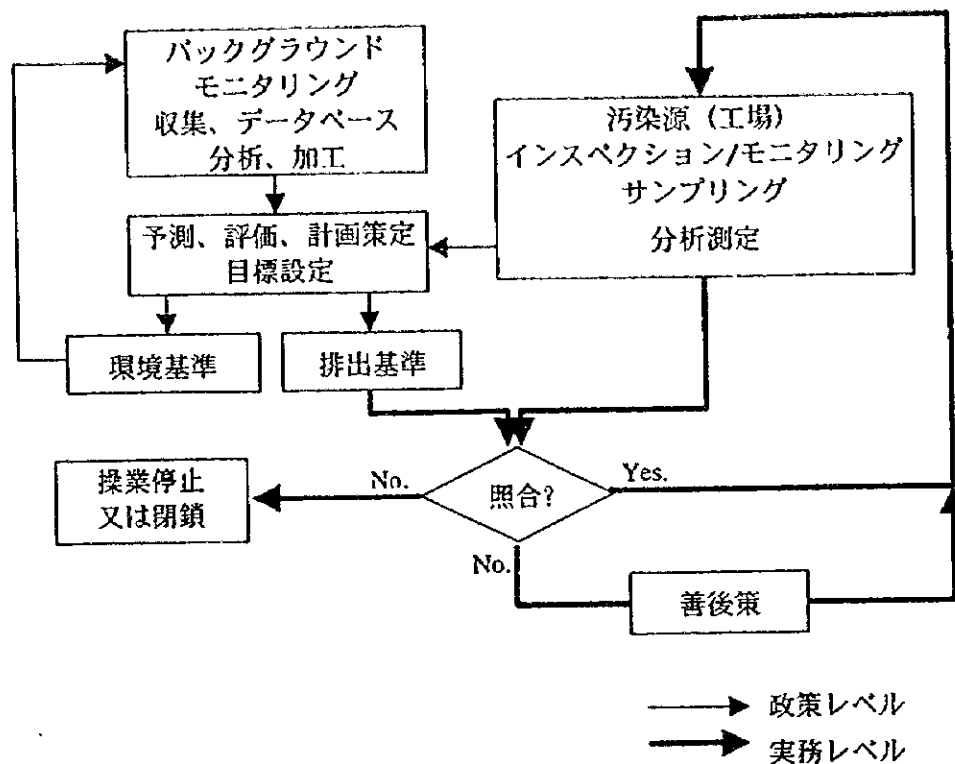 バックグラウンド
モニタリング
収集、データベース
分析、加工
汚染源（工場）
インスペクション/モニタリング
サンプリング
分析測定
予測、評価、計画策定
目標設定
環境基準
排出基準
操業停止
又は閉鎖
No.
照合?
Yes.
No.
善後策
政策レベル
実務レベル